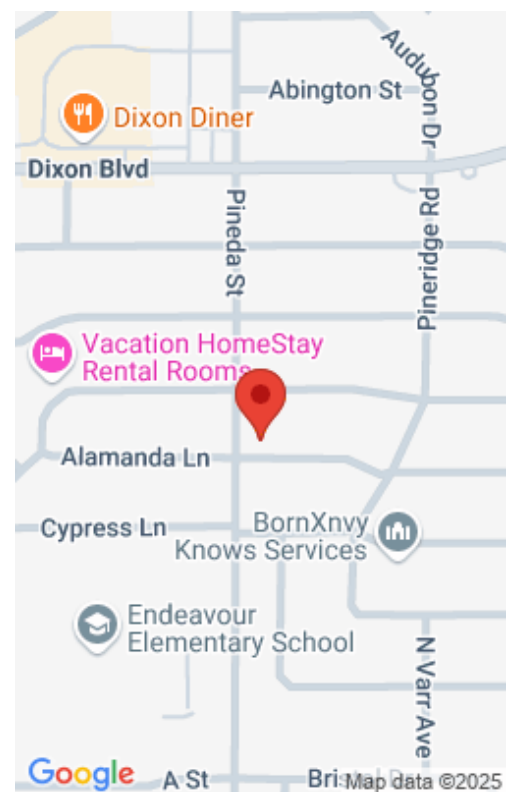 Audubon Dr
Abington St
Dixon Diner
Dixon Blvd
Pineda St
Pineridge Rd
Vacation HomeStay
Rental Rooms
Alamanda Ln
Cypress Ln
BornXnvy
Knows Services
Endeavour
Elementary School
N Varr Ave
Google
A St
Map data ©2025